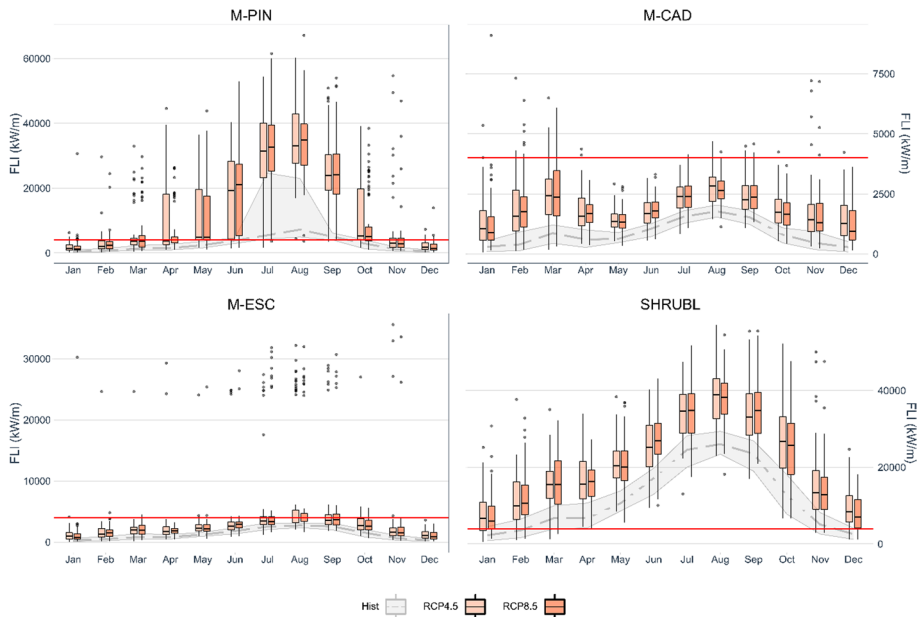 M-PIN
M-CAD
FLI (kW/m)
60000
40000
20000
0
Jan Feb Mar Apr May Jun Jul Aug Sep Oct Nov Dec
7500
5000
2500
0
FLI (kW/m)
Jan Feb Mar Apr May Jun Jul Aug Sep Oct Nov Dec
M-ESC
SHRUBL
FLI (kW/m)
30000
20000
10000
0
Jan Feb Mar Apr May Jun Jul Aug Sep Oct Nov Dec
40000
20000
0
FLI (kW/m)
Jan Feb Mar Apr May Jun Jul Aug Sep Oct Nov Dec
Hist RCP4.5 RCP8.5